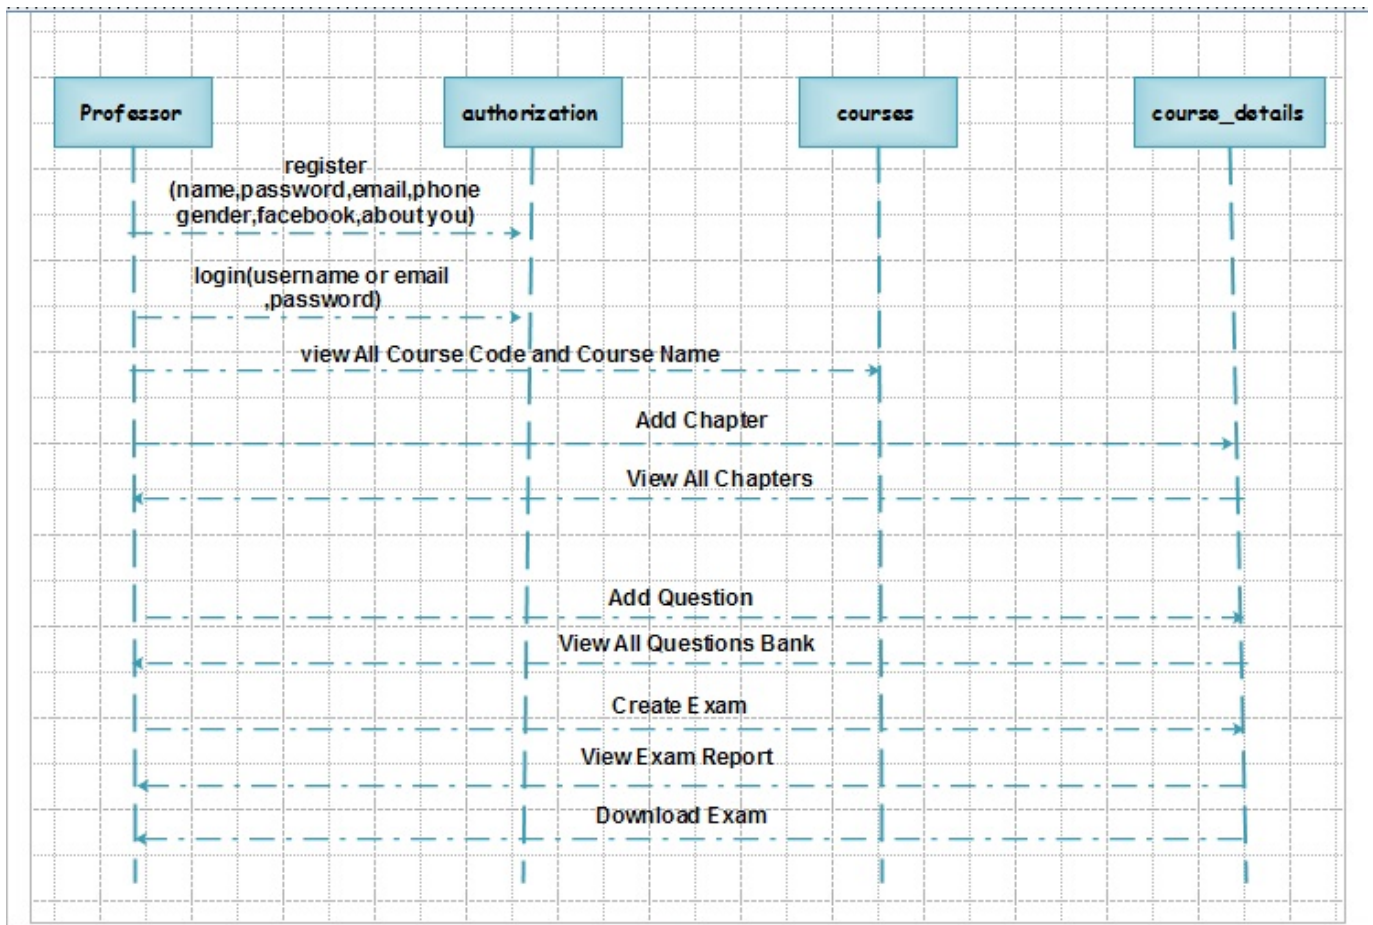 Professor
authorization
courses
course_details
register
(name,password,email,phone
gender,facebook,about you)
login(username or email
,password)
view All Course Code and Course Name
Add Chapter
View All Chapters
Add Question
View All Questions Bank
Create Exam
View Exam Report
Download Exam